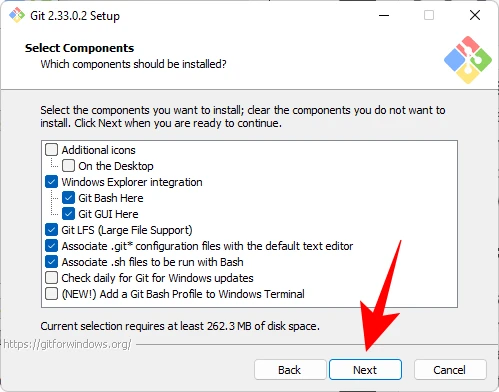 Git 2.33.0.2 Setup
Select Components
Which components should be installed?
Select the components you want to install; clear the components you do not want to
install. Click Next when you are ready to continue.
Additional icons
On the Desktop
Windows Explorer integration
Git Bash Here
Git GUI Here
Git LFS (Large File Support)
Associate .git* configuration files with the default text editor
Associate .sh files to be run with Bash
Check daily for Git for Windows updates
(NEW!) Add a Git Bash Profile to Windows Terminal
Current selection requires at least 262.3 MB of disk space.
https://gitforwindows.org/
Back
Next
Cancel